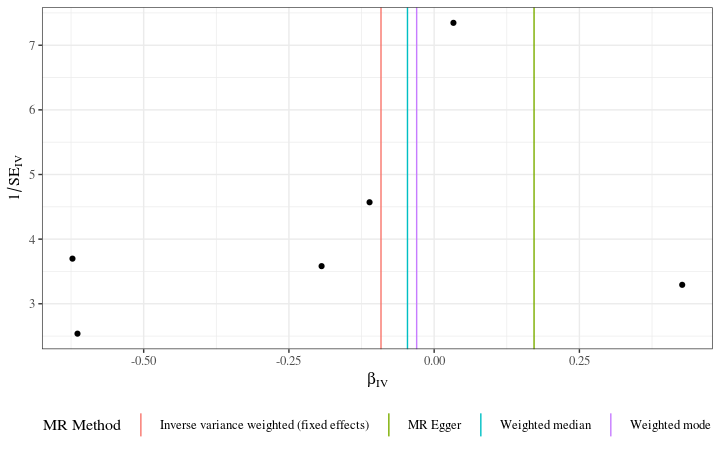 7
6
5
4
3
1/SE_IV
-0.50 -0.25 0.00 0.25
β_IV
MR Method Inverse variance weighted (fixed effects) MR Egger Weighted median Weighted mode